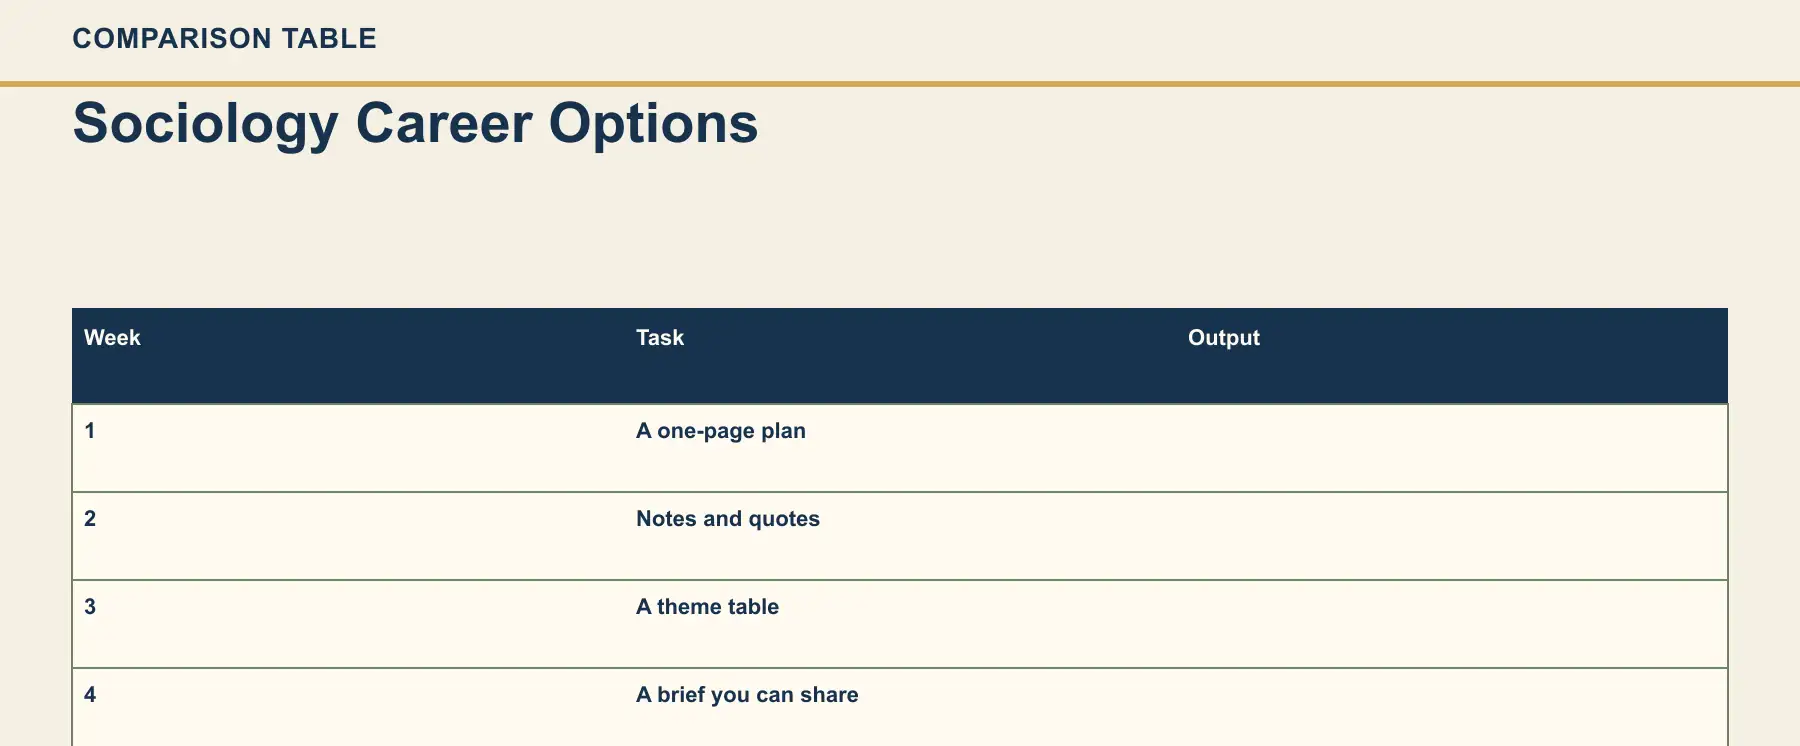 COMPARISON TABLE
Sociology Career Options
Week Task Output
1 A one-page plan
2 Notes and quotes
3 A theme table
4 A brief you can share